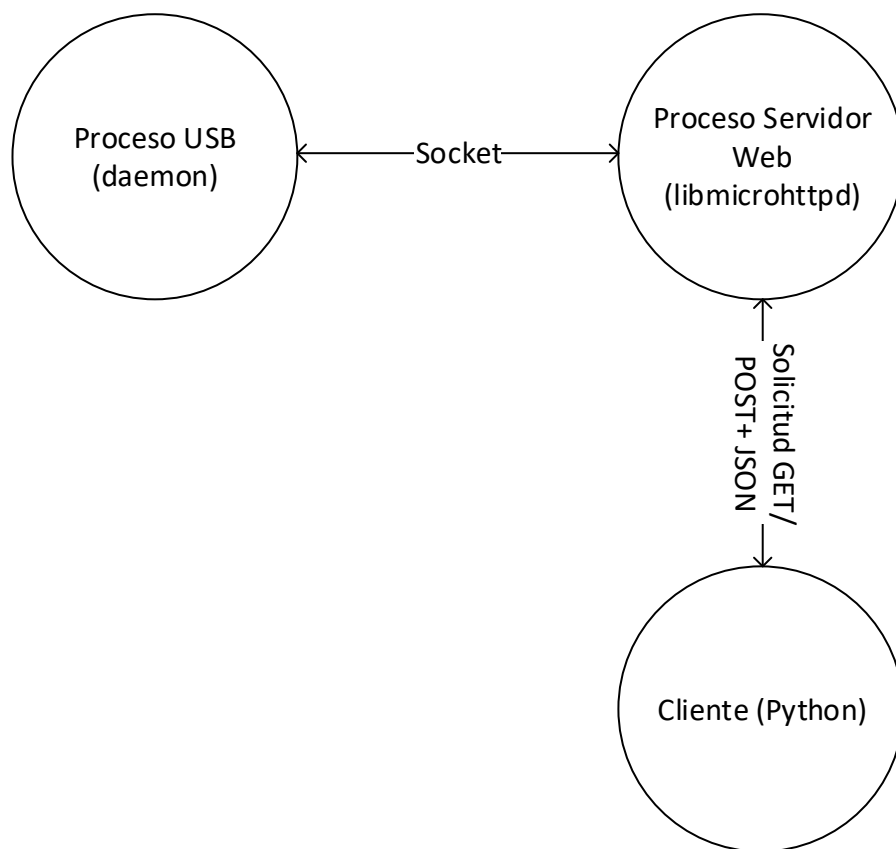 Proceso USB
(daemon)
Socket
Proceso Servidor
Web
(libmicrohttpd)
Solicitud GET/
POST+ JSON
Cliente (Python)